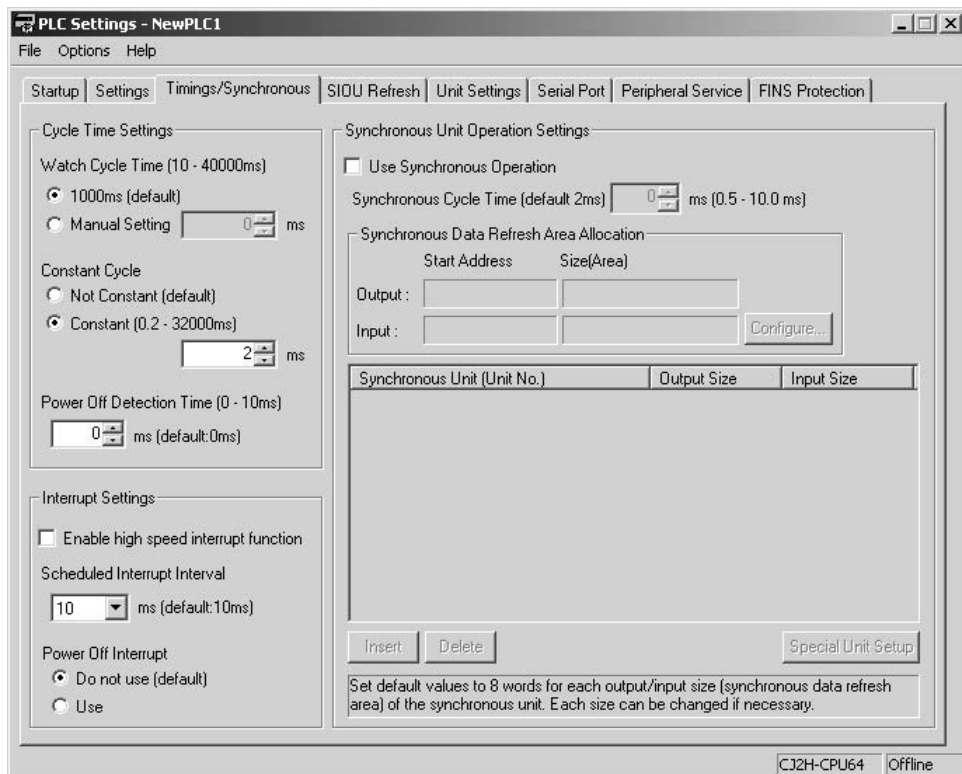 PLC Settings - NewPLC1
File Options Help
Startup Settings Timings/Synchronous SIOU Refresh Unit Settings Serial Port Peripheral Service FINS Protection
Cycle Time Settings
Watch Cycle Time (10 - 40000ms)
1000ms (default)
Manual Setting 0 ms
Constant Cycle
Not Constant (default)
Constant (0.2 - 32000ms)
2 ms
Power Off Detection Time (0 - 10ms)
0 ms (default:0ms)
Interrupt Settings
Enable high speed interrupt function
Scheduled Interrupt Interval
10 ms (default:10ms)
Power Off Interrupt
Do not use (default)
Use
Synchronous Unit Operation Settings
Use Synchronous Operation
Synchronous Cycle Time (default 2ms) 0 ms (0.5 - 10.0 ms)
Synchronous Data Refresh Area Allocation
Start Address Size(Area)
Output :
Input : Configure...
Synchronous Unit (Unit No.) Output Size Input Size
Insert Delete Special Unit Setup
Set default values to 8 words for each output/input size (synchronous data refresh
area) of the synchronous unit. Each size can be changed if necessary.
CJ2H-CPU64 Offline